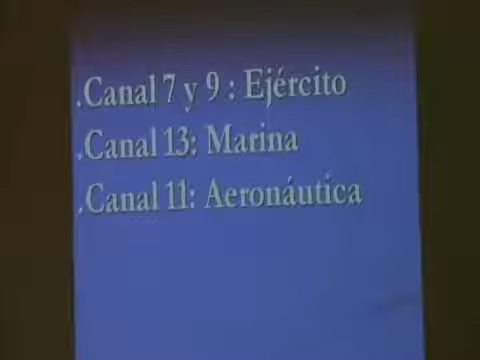 .Canal 7 y 9 : Ejército
.Canal 13: Marina
.Canal 11: Aeronáutica